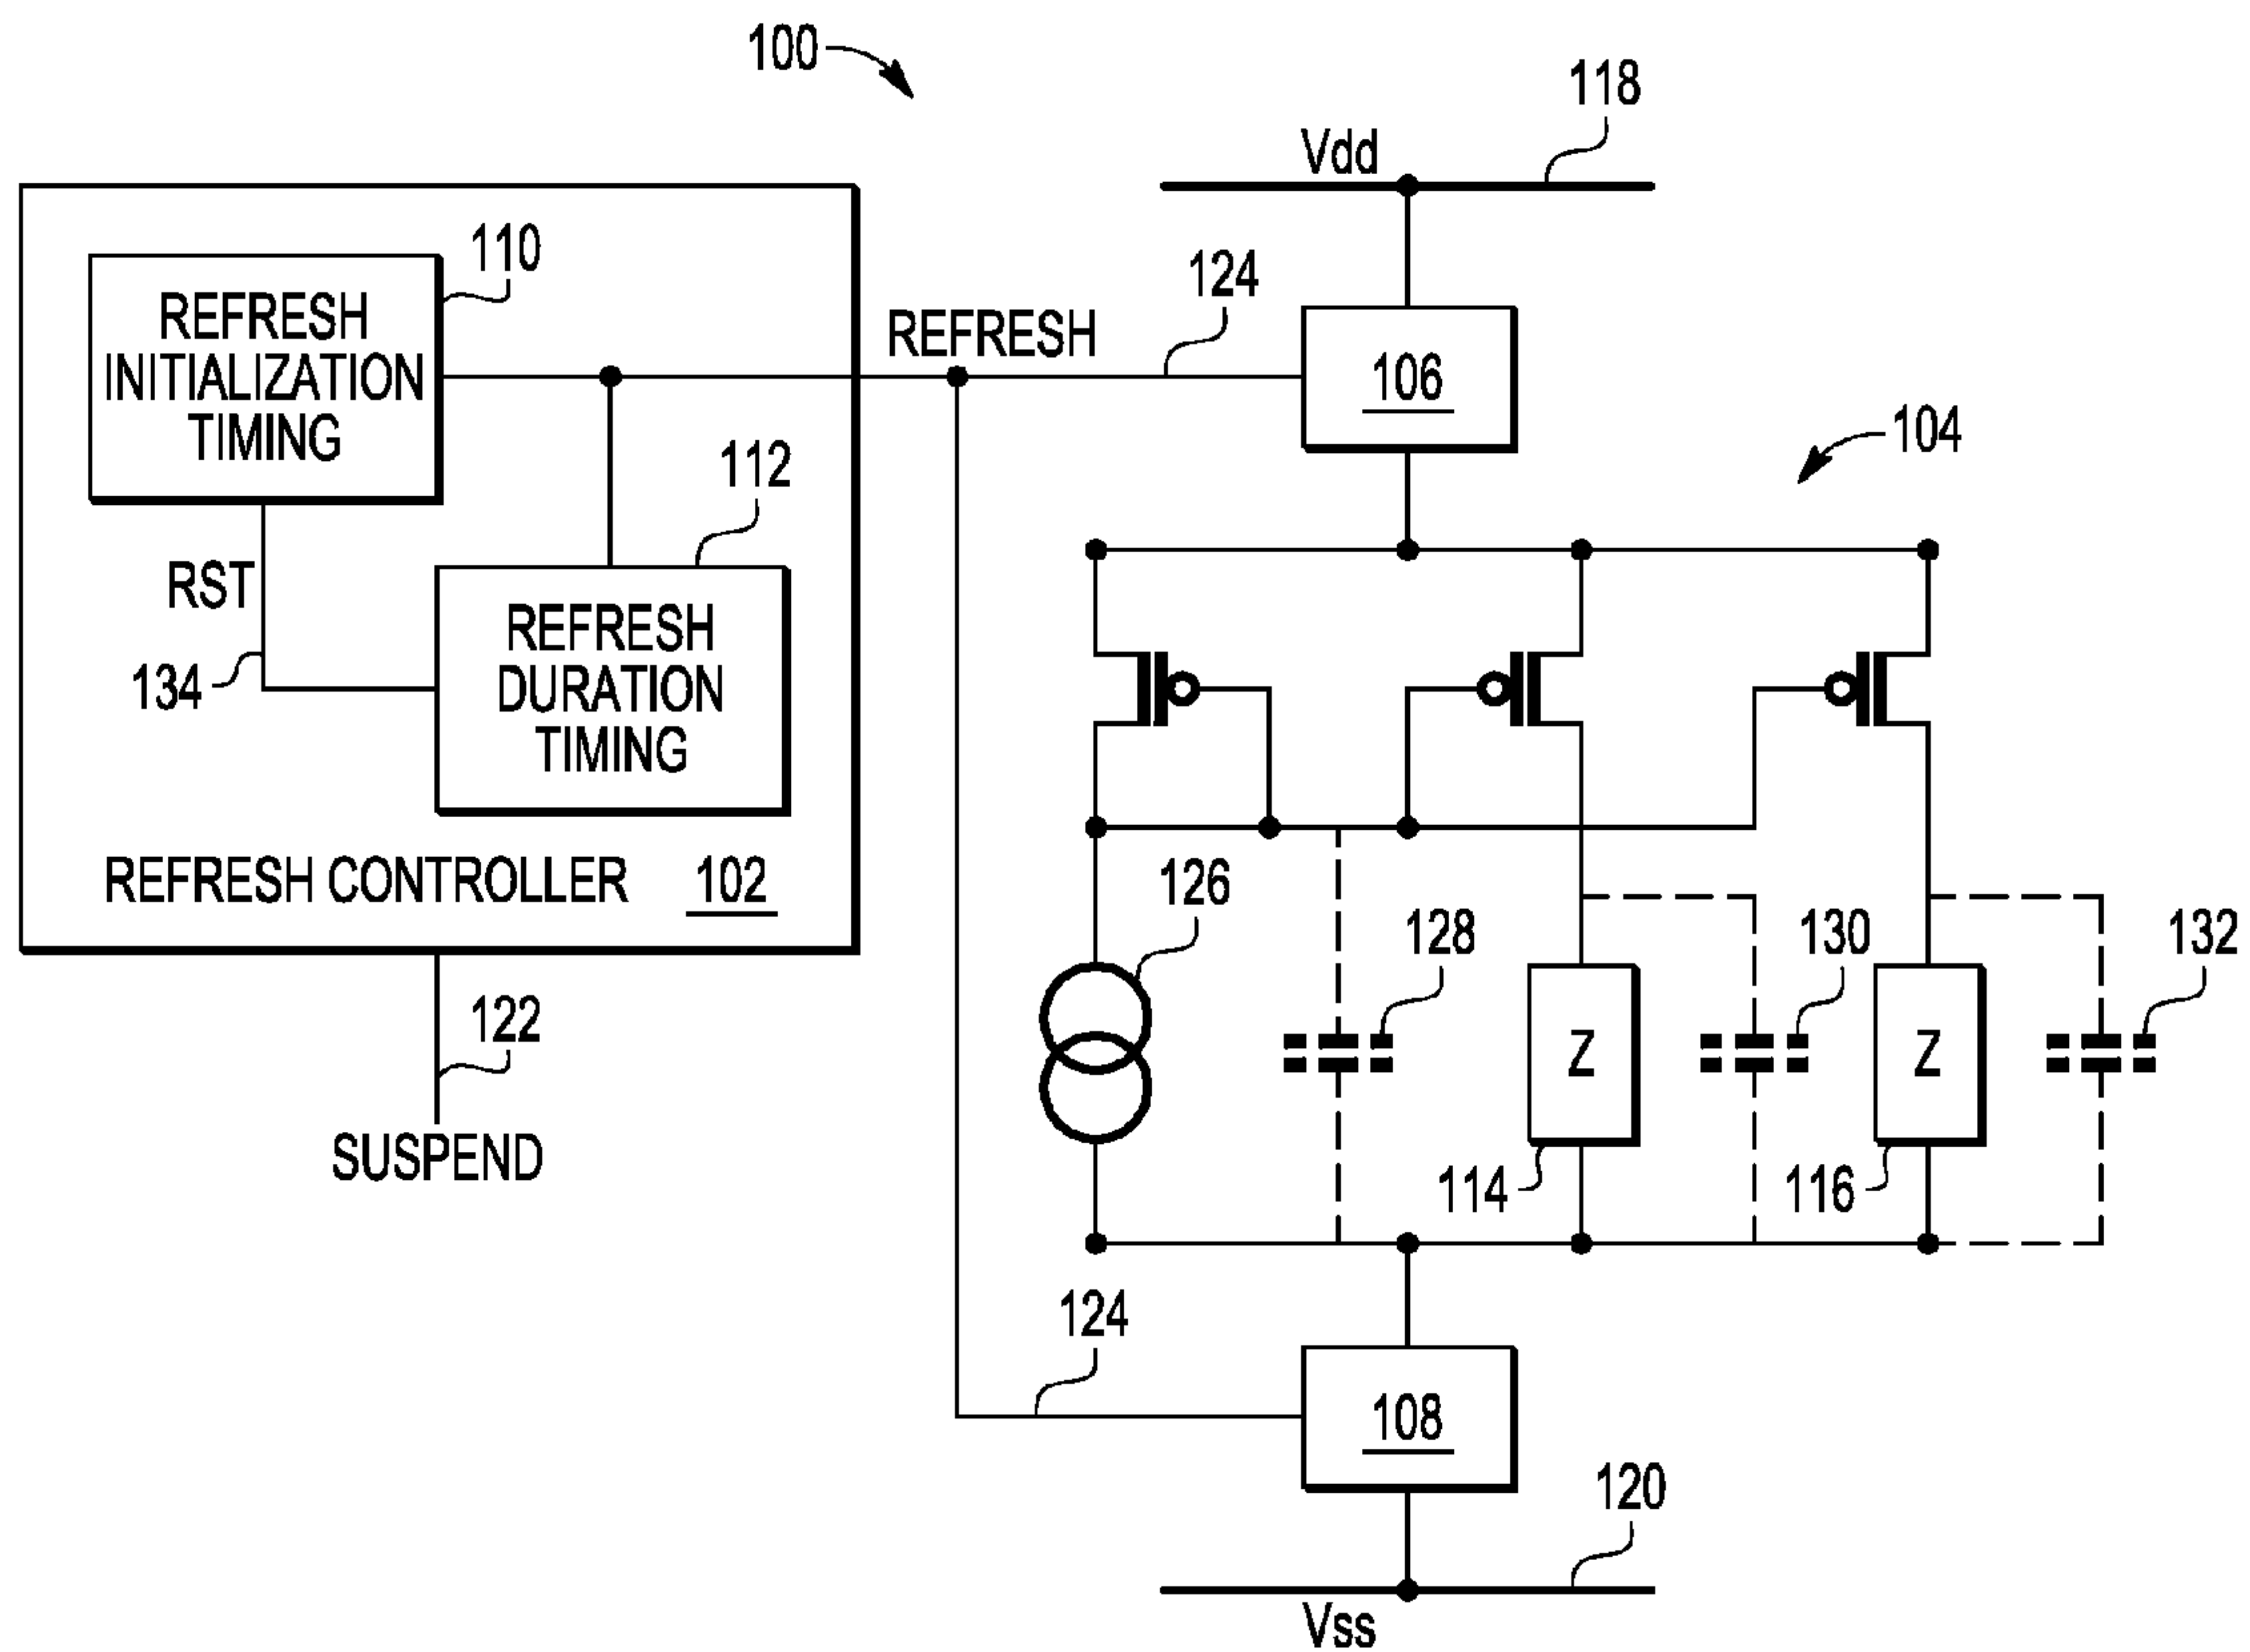 100
118
Vdd
110
REFRESH
INITIALIZATION
TIMING
124
REFRESH
106
104
112
RST
134
REFRESH
DURATION
TIMING
REFRESH CONTROLLER 102
126
128
130
132
122
Z
Z
SUSPEND
114
116
124
108
120
Vss